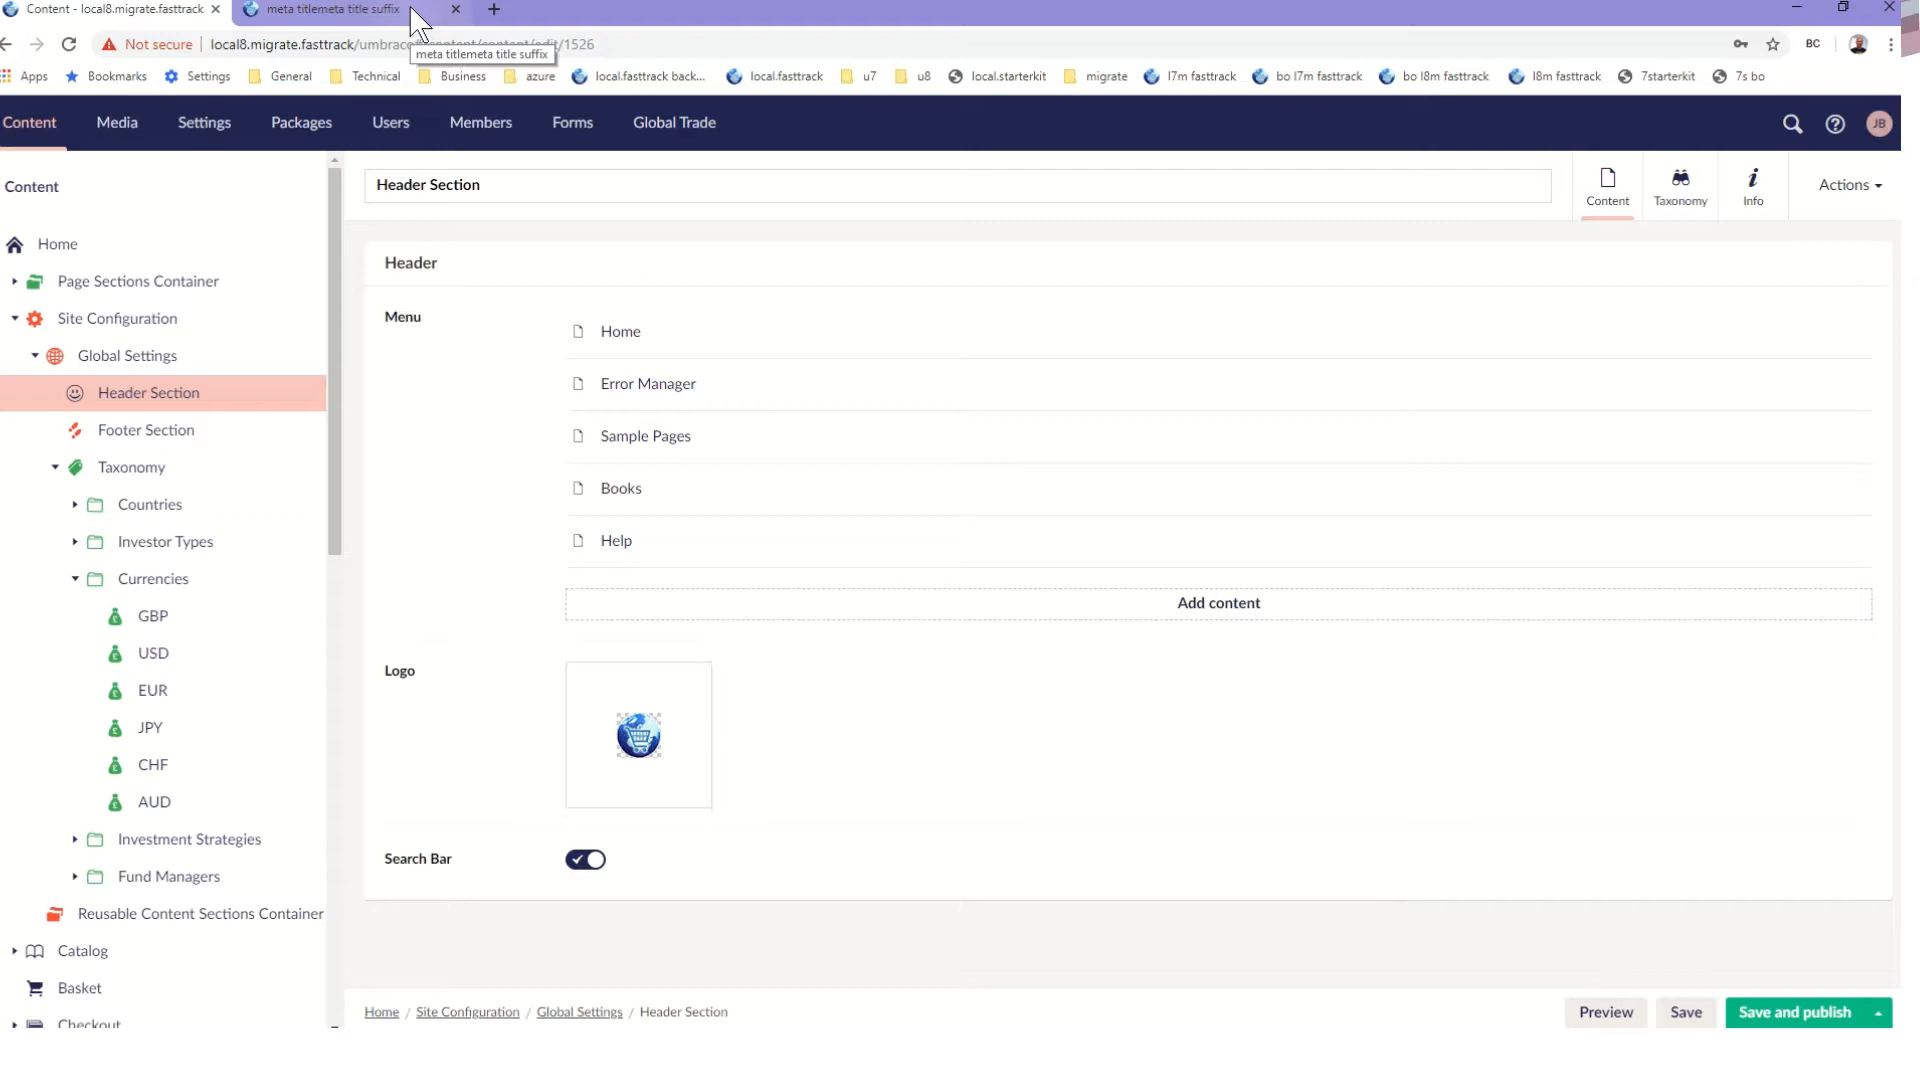 Content - local8.migrate.fasttrack
meta titlemeta title suffix
Not secure
local8.migrate.fasttrack/umbraco#/content/content/edit/1526
BC
meta titlemeta title suffix
Apps
Bookmarks
Settings
General
Technical
Business
azure
local.fasttrack back...
local.fasttrack
u7
u8
local.starterkit
migrate
l7m fasttrack
bo l7m fasttrack
bo l8m fasttrack
l8m fasttrack
7starterkit
7s bo
Content
Media
Settings
Packages
Users
Members
Forms
Global Trade
JB
Content
Home
Page Sections Container
Site Configuration
Global Settings
Header Section
Footer Section
Taxonomy
Countries
Investor Types
Currencies
GBP
USD
EUR
JPY
CHF
AUD
Investment Strategies
Fund Managers
Reusable Content Sections Container
Catalog
Basket
Checkout
Header Section
Content
Taxonomy
Info
Actions
Header
Menu
Home
Error Manager
Sample Pages
Books
Help
Add content
Logo
Search Bar
Home / Site Configuration / Global Settings / Header Section
Preview
Save
Save and publish